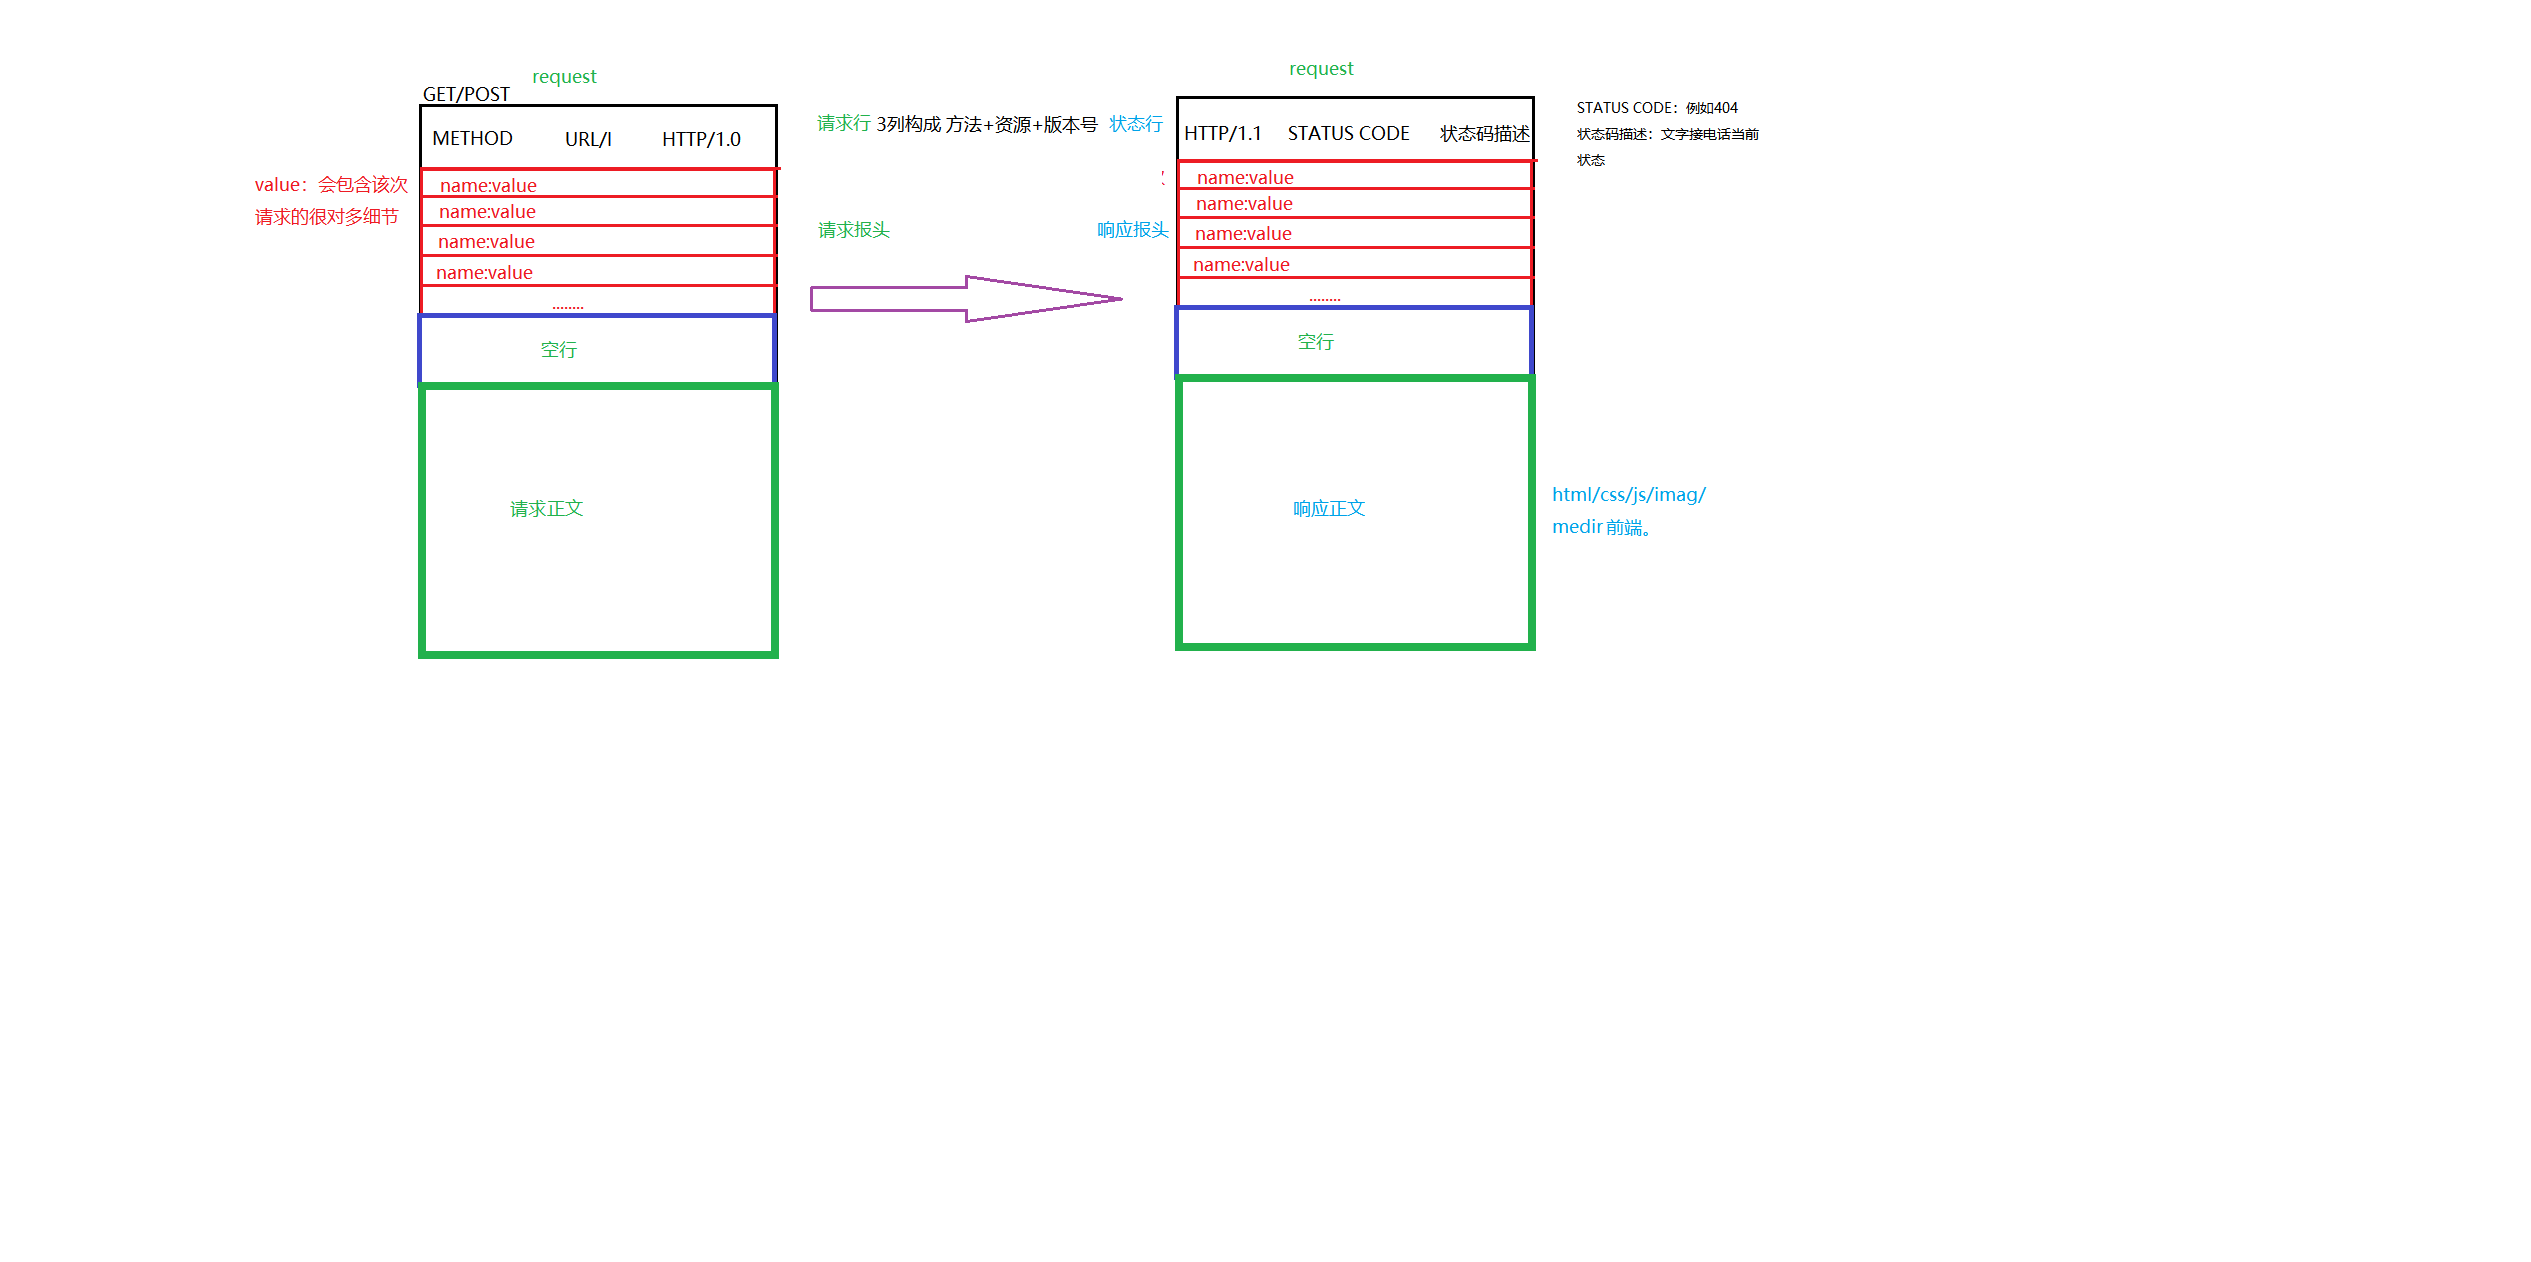 request
GET/POST
METHOD URL/I HTTP/1.0
value：会包含该次
请求的很对多细节
name:value
name:value
name:value
name:value
........
空行
请求正文
请求行 3列构成 方法+资源+版本号 状态行
请求报头
响应报头
request
HTTP/1.1 STATUS CODE 状态码描述
name:value
name:value
name:value
name:value
........
空行
响应正文
STATUS CODE：例如404
状态码描述：文字接电话当前
状态
html/css/js/imag/
medir前端。